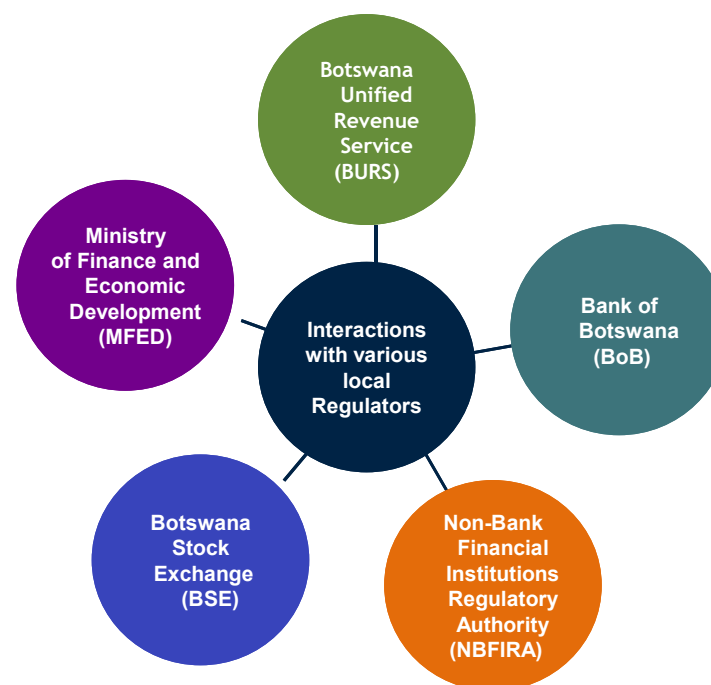 Botswana
Unified
Revenue
Service
(BURS)
Ministry
of Finance and
Economic
Development
(MFED)
Interactions
with various
local
Regulators
Bank of
Botswana
(BoB)
Botswana
Stock
Exchange
(BSE)
Non-Bank
Financial
Institutions
Regulatory
Authority
(NBFIRA)